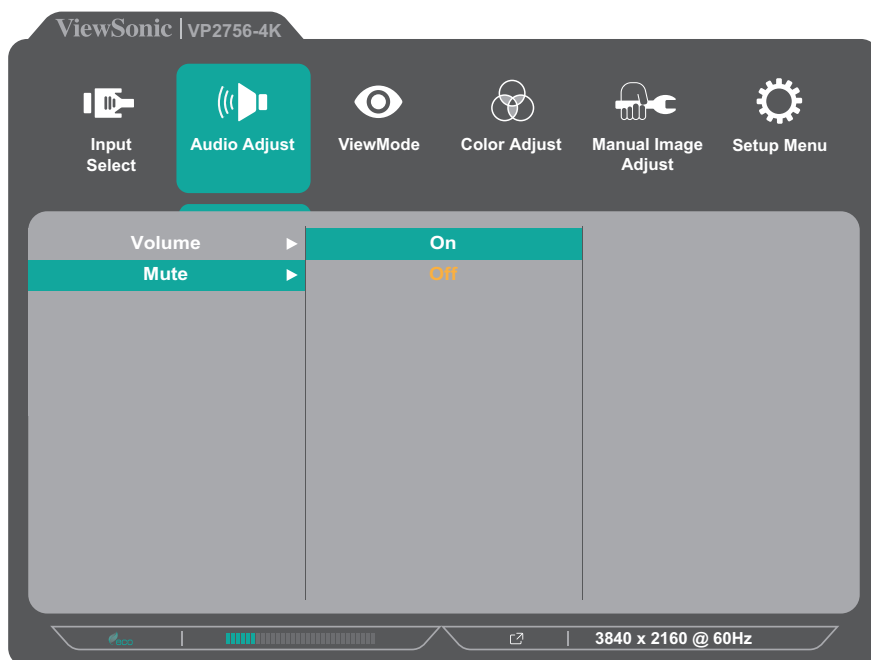 ViewSonic | VP2756-4K
Input Select
Audio Adjust
ViewMode
Color Adjust
Manual Image Adjust
Setup Menu
Volume
On
Mute
Off
eco
3840 x 2160 @ 60Hz